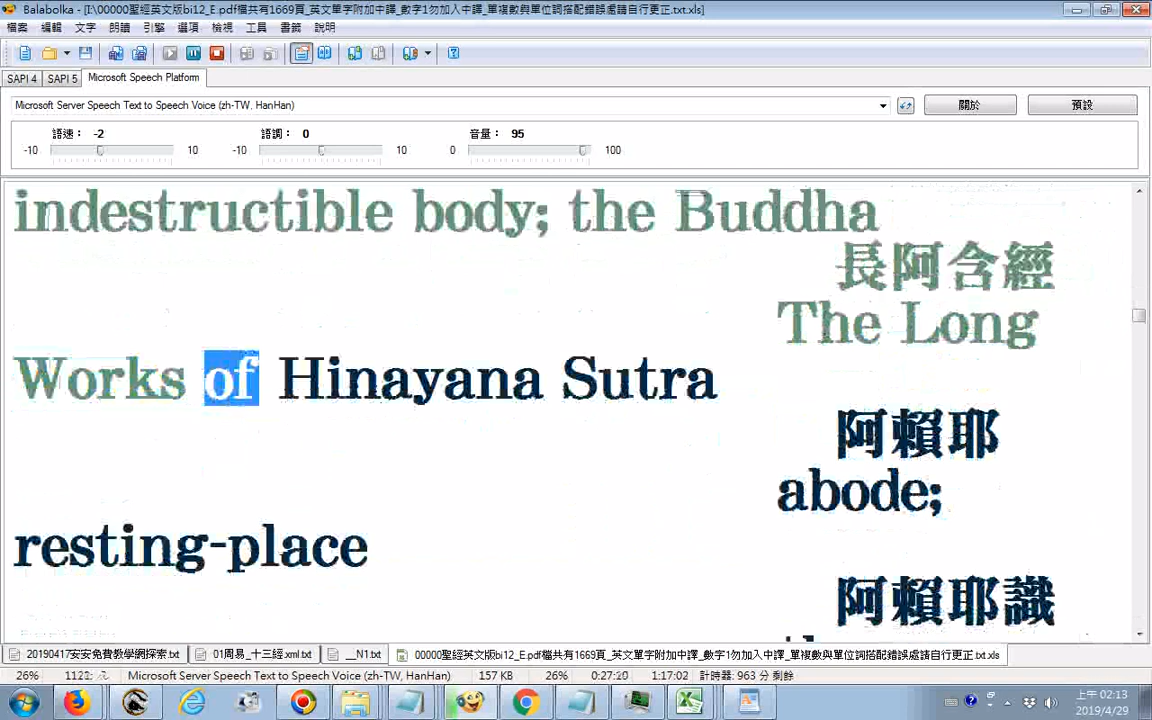 Balabolka - [I:\00000聖經英文版bi12_E.pdf檔共有1669頁_英文單字附加中譯_數字1勿加入中譯_單複數與單位詞搭配錯誤處請自行更正.txt.xls]
檔案 編輯 文字 朗讀 引擎 選項 檢視 工具 書籤 說明
SAPI 4 SAPI 5 Microsoft Speech Platform
Microsoft Server Speech Text to Speech Voice (zh-TW, HanHan) 關於 預設
語速： -2 語調： 0 音量： 95
-10 10 -10 10 0 100
indestructible body; the Buddha
長阿含經
The Long
Works of Hinayana Sutra
阿賴耶
abode;
resting-place
阿賴耶識
20190417安安免費教學網探索.txt 01周易_十三經.xml.txt __N1.txt 00000聖經英文版bi12_E.pdf檔共有1669頁_英文單字附加中譯_數字1勿加入中譯_單複數與單位詞搭配錯誤處請自行更正.txt.xls
26% Microsoft Server Speech Text to Speech Voice (zh-TW, HanHan) 157 KB 26% 0:27:20 1:17:02 計時器: 963 分 剩餘
上午 02:13
2019/4/29